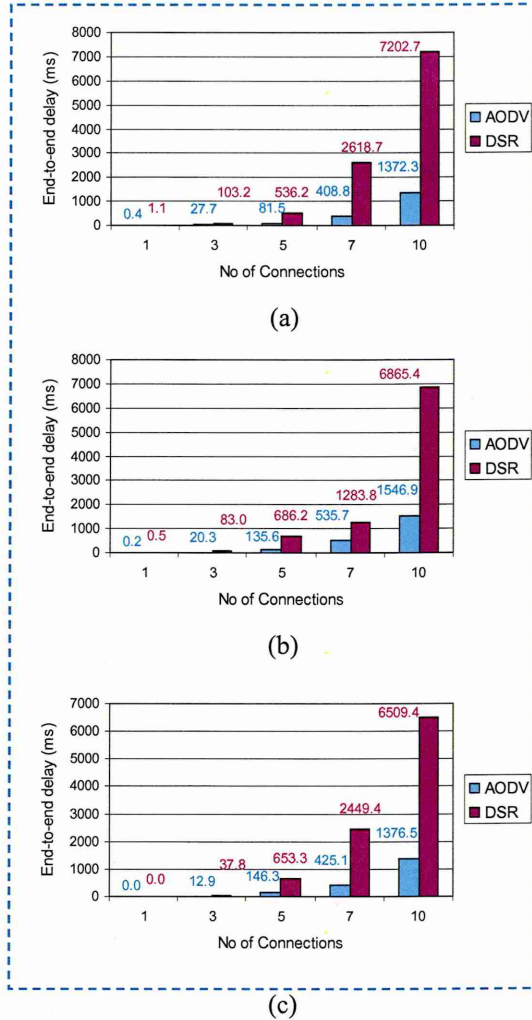 8000
7000
6000
5000
4000
3000
2000
1000
0
End-to-end delay (ms)
0.4 1.1 27.7 103.2 81.5 536.2 408.8 2618.7 1372.3 7202.7
1 3 5 7 10
No of Connections
AODV
DSR
(a)
8000
7000
6000
5000
4000
3000
2000
1000
0
End-to-end delay (ms)
0.2 0.5 20.3 83.0 135.6 686.2 535.7 1283.8 1546.9 6865.4
1 3 5 7 10
No of Connections
AODV
DSR
(b)
7000
6000
5000
4000
3000
2000
1000
0
End-to-end delay (ms)
0.0 0.0 12.9 37.8 146.3 653.3 425.1 2449.4 1376.5 6509.4
1 3 5 7 10
No of Connections
AODV
DSR
(c)